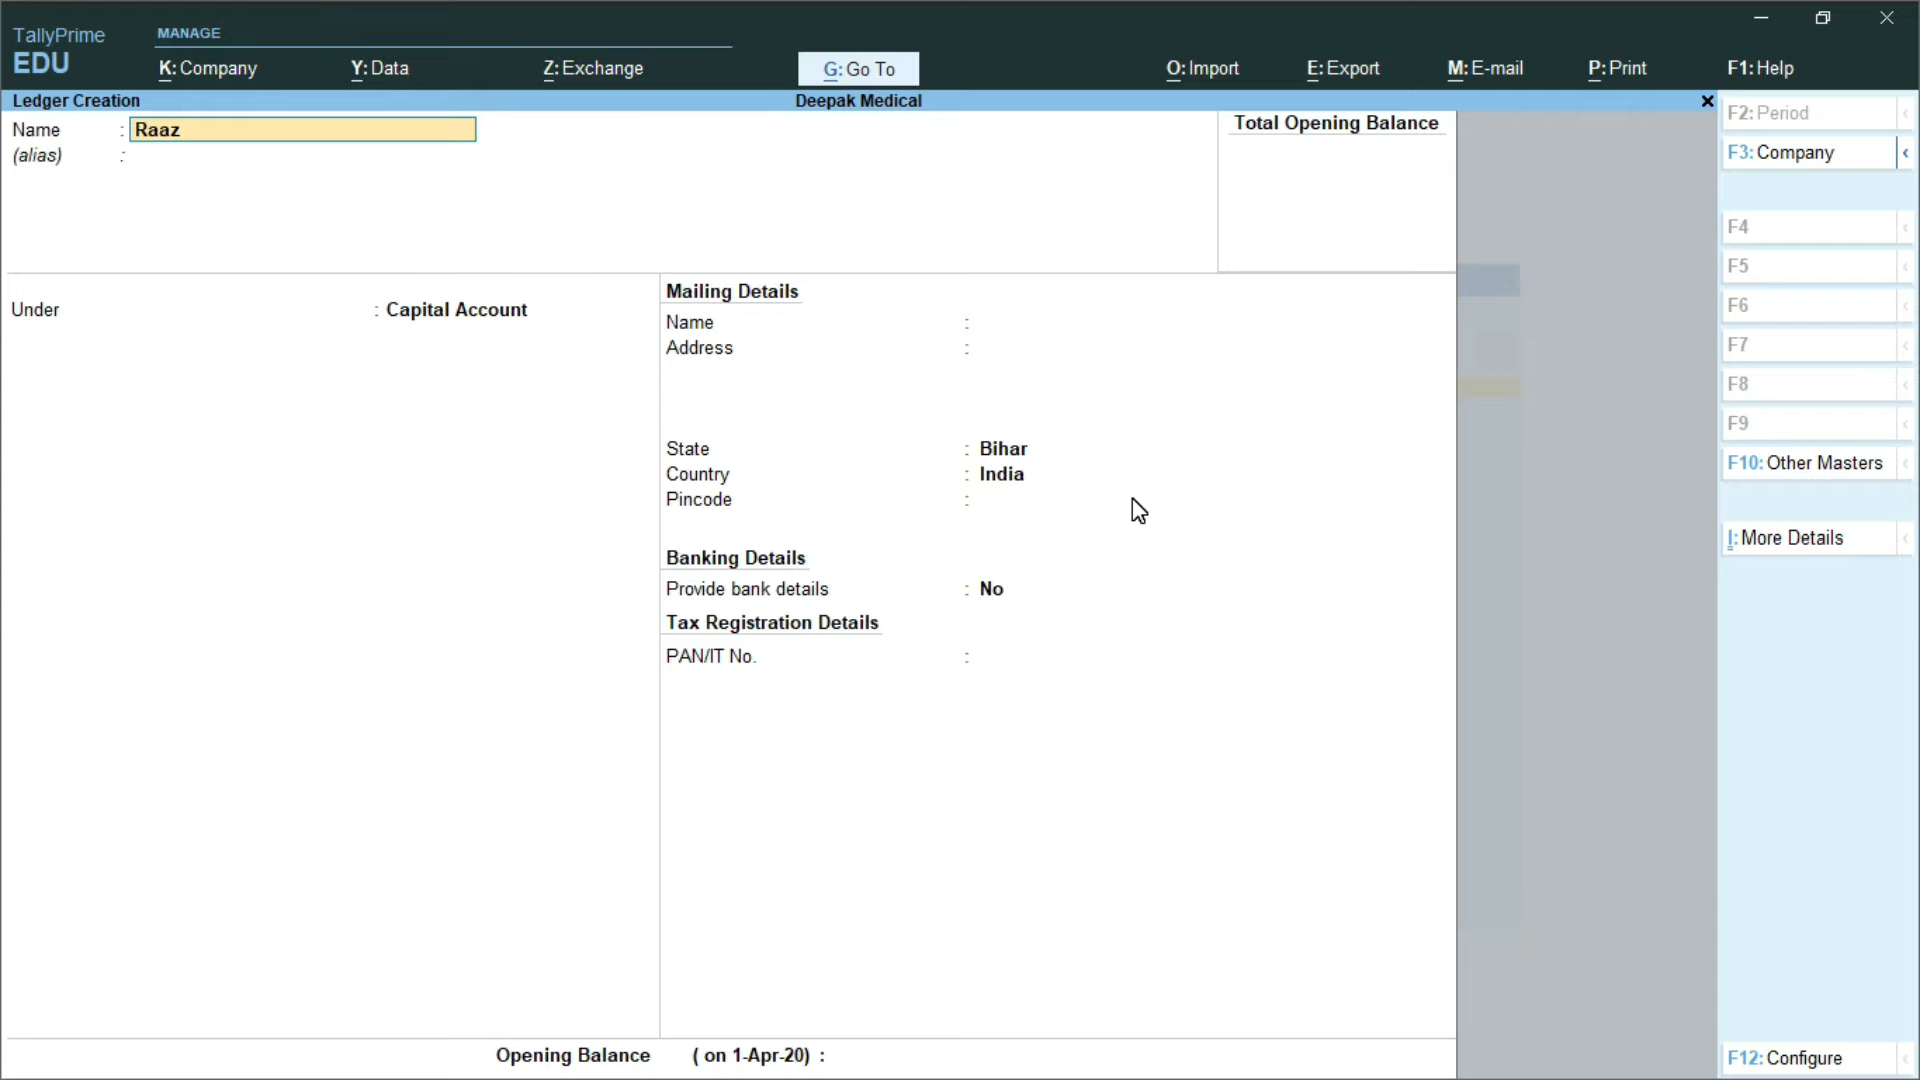 TallyPrime
EDU
MANAGE
K: Company
Y: Data
Z: Exchange
G: Go To
O: Import
E: Export
M: E-mail
P: Print
F1: Help
Ledger Creation
Deepak Medical
Name : Raaz
(alias) :
Total Opening Balance
Under : Capital Account
Mailing Details
Name :
Address :
State : Bihar
Country : India
Pincode :
Banking Details
Provide bank details : No
Tax Registration Details
PAN/IT No. :
Opening Balance ( on 1-Apr-20) :
F2: Period
F3: Company
F4
F5
F6
F7
F8
F9
F10: Other Masters
I: More Details
F12: Configure